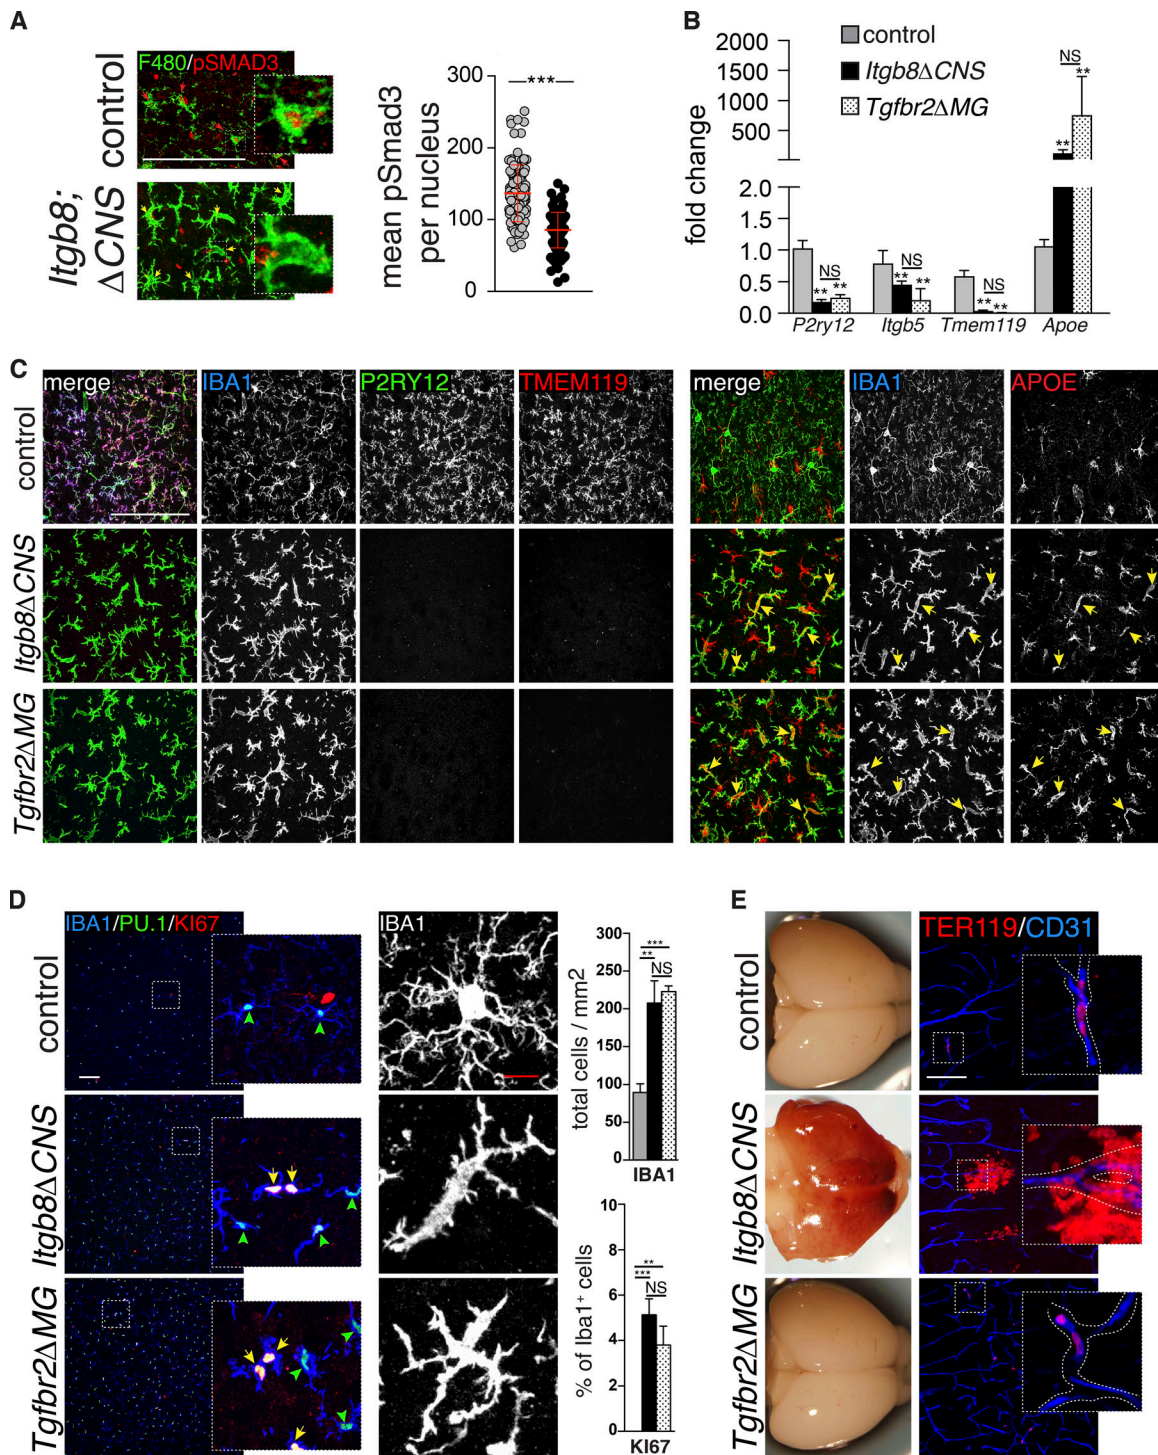 A
F480/pSMAD3
control
Itgb8;
ΔCNS
300
200
100
0
mean pSmad3
per nucleus
***
B
2000
1500
1000
500
2.0
1.5
1.0
0.5
0.0
fold change
control
Itgb8ΔCNS
Tgfbr2ΔMG
NS
**
**
NS
**
**
NS
**
**
NS
**
**
P2ry12
Itgb5
Tmem119
Apoe
C
merge
IBA1
P2RY12
TMEM119
merge
IBA1
APOE
control
Itgb8ΔCNS
Tgfbr2ΔMG
D
IBA1/PU.1/KI67
IBA1
control
Itgb8ΔCNS
Tgfbr2ΔMG
300
250
200
150
100
50
0
total cells / mm2
***
**
NS
IBA1
10
8
6
4
2
0
% of Iba1+ cells
**
***
NS
KI67
E
TER119/CD31
control
Itgb8ΔCNS
Tgfbr2ΔMG